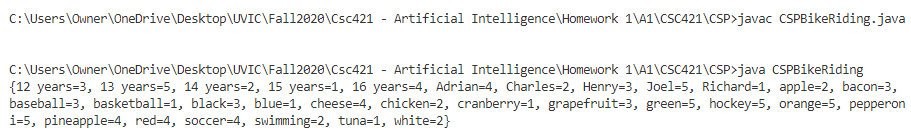 C:\Users\Owner\OneDrive\Desktop\UVIC\Fall2020\Csc421 - Artificial Intelligence\Homework 1\A1\CSC421\CSP>javac CSPBikeRiding.java
C:\Users\Owner\OneDrive\Desktop\UVIC\Fall2020\Csc421 - Artificial Intelligence\Homework 1\A1\CSC421\CSP>java CSPBikeRiding
{12 years=3, 13 years=5, 14 years=2, 15 years=1, 16 years=4, Adrian=4, Charles=2, Henry=3, Joel=5, Richard=1, apple=2, bacon=3,
baseball=3, basketball=1, black=3, blue=1, cheese=4, chicken=2, cranberry=1, grapefruit=3, green=5, hockey=5, orange=5, pepperon
i=5, pineapple=4, red=4, soccer=4, swimming=2, tuna=1, white=2}